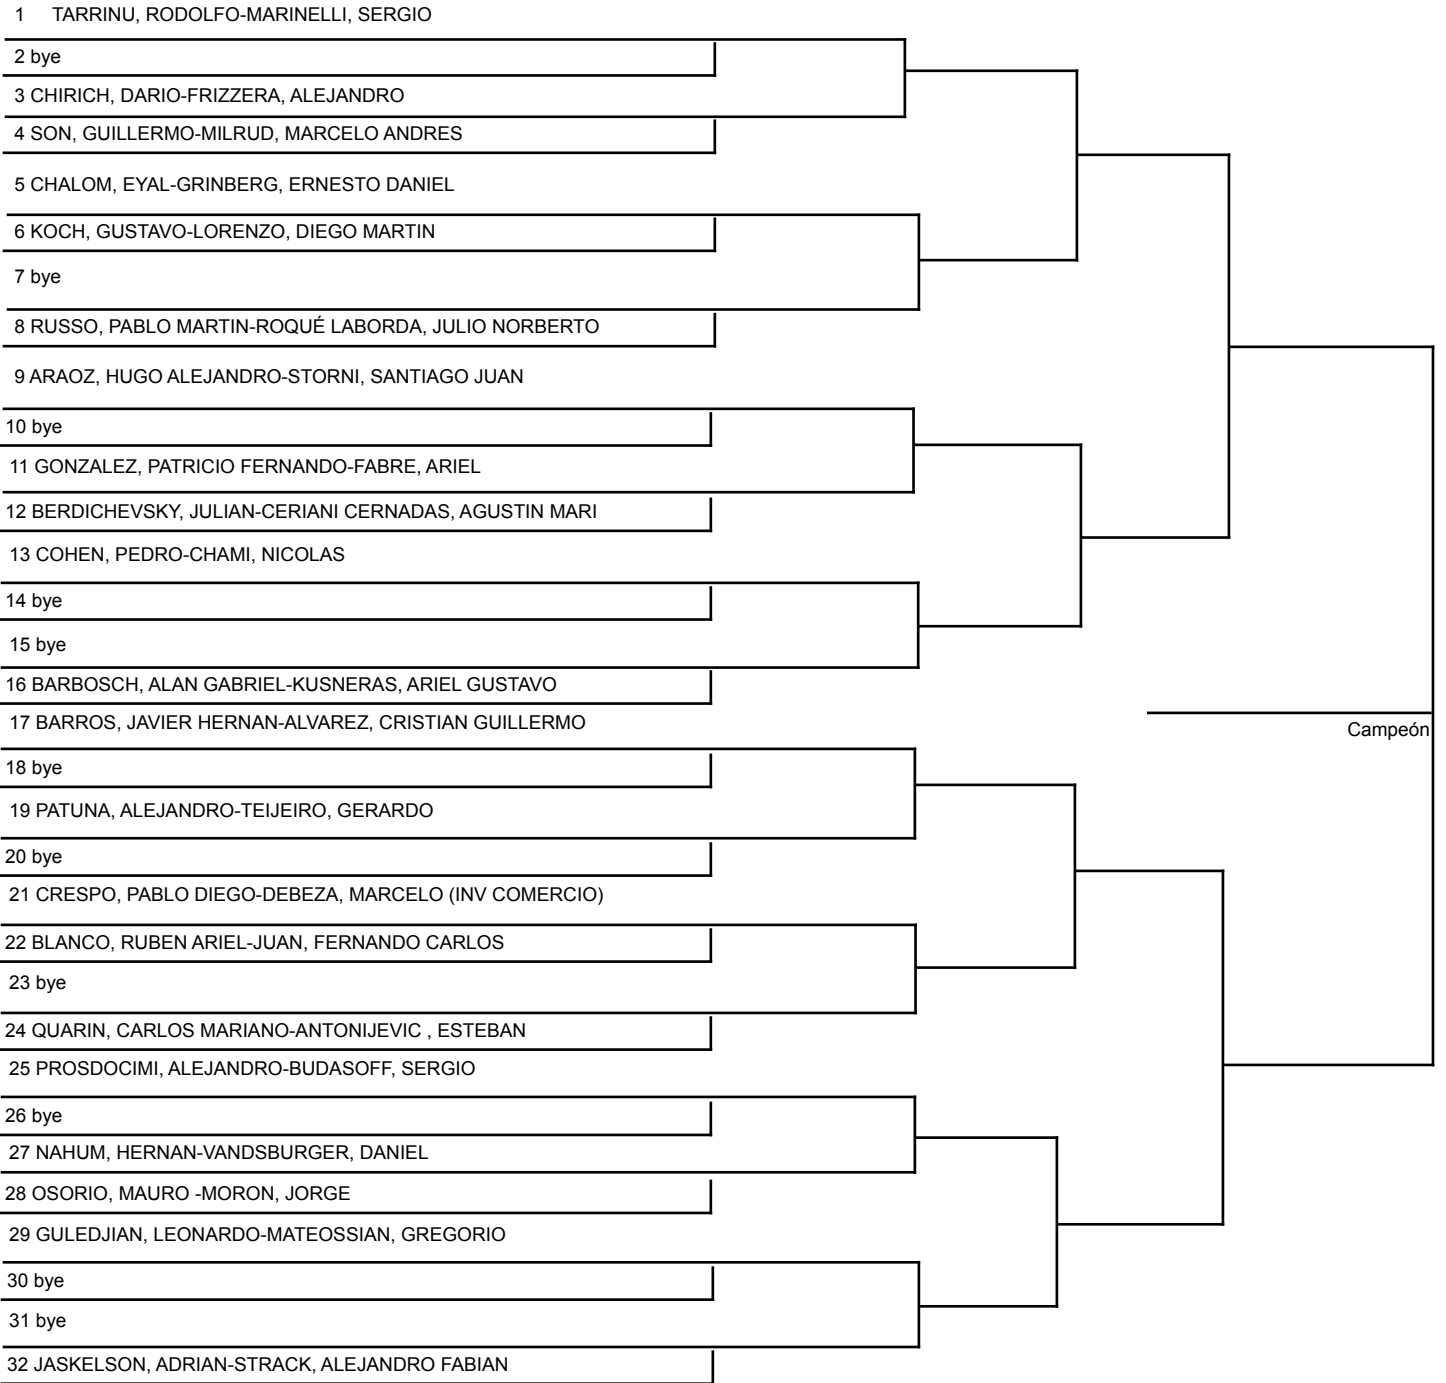 1 TARRINU, RODOLFO-MARINELLI, SERGIO
2 bye
3 CHIRICH, DARIO-FRIZZERA, ALEJANDRO
4 SON, GUILLERMO-MILRUD, MARCELO ANDRES
5 CHALOM, EYAL-GRINBERG, ERNESTO DANIEL
6 KOCH, GUSTAVO-LORENZO, DIEGO MARTIN
7 bye
8 RUSSO, PABLO MARTIN-ROQUÉ LABORDA, JULIO NORBERTO
9 ARAOZ, HUGO ALEJANDRO-STORNI, SANTIAGO JUAN
10 bye
11 GONZALEZ, PATRICIO FERNANDO-FABRE, ARIEL
12 BERDICHEVSKY, JULIAN-CERIANI CERNADAS, AGUSTIN MARI
13 COHEN, PEDRO-CHAMI, NICOLAS
14 bye
15 bye
16 BARBOSCH, ALAN GABRIEL-KUSNERAS, ARIEL GUSTAVO
17 BARROS, JAVIER HERNAN-ALVAREZ, CRISTIAN GUILLERMO
Campeón
18 bye
19 PATUNA, ALEJANDRO-TEIJEIRO, GERARDO
20 bye
21 CRESPO, PABLO DIEGO-DEBEZA, MARCELO (INV COMERCIO)
22 BLANCO, RUBEN ARIEL-JUAN, FERNANDO CARLOS
23 bye
24 QUARIN, CARLOS MARIANO-ANTONIJEVIC , ESTEBAN
25 PROSDOCIMI, ALEJANDRO-BUDASOFF, SERGIO
26 bye
27 NAHUM, HERNAN-VANDSBURGER, DANIEL
28 OSORIO, MAURO -MORON, JORGE
29 GULEDJIAN, LEONARDO-MATEOSSIAN, GREGORIO
30 bye
31 bye
32 JASKELSON, ADRIAN-STRACK, ALEJANDRO FABIAN